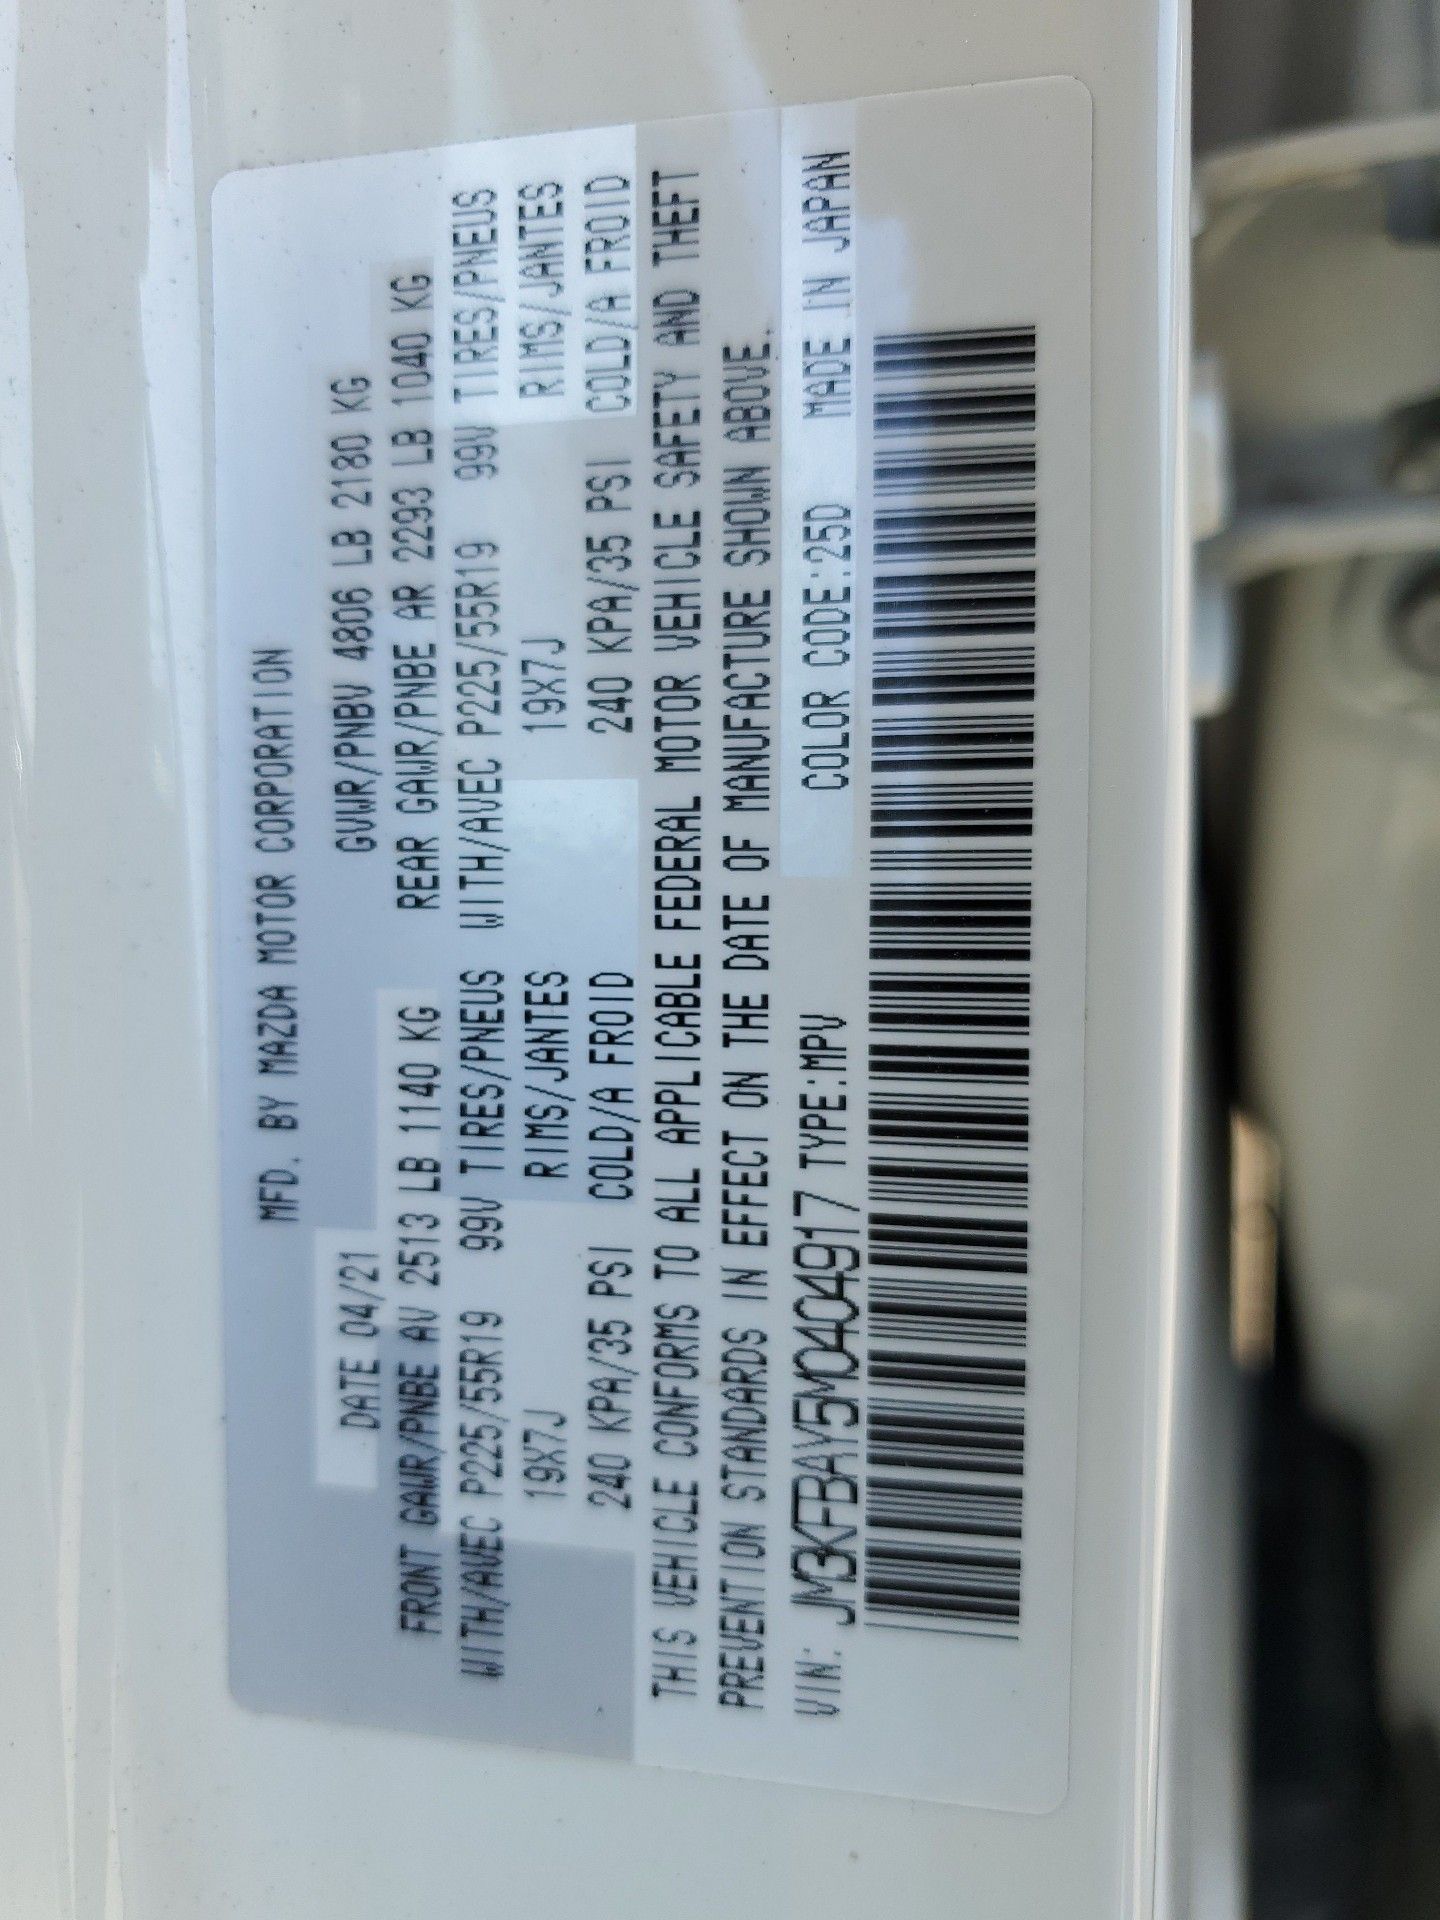 MFD. BY MAZDA MOTOR CORPORATION
DATE 04/21 GVWR/PNBV 4806 LB 2180 KG
FRONT GAWR/PNBE AV 2513 LB 1140 KG REAR GAWR/PNBE AR 2293 LB 1040 KG
WITH/AVEC P225/55R19 99V TIRES/PNEUS WITH/AVEC P225/55R19 99V TIRES/PNEUS
19X7J RIMS/JANTES 19X7J RIMS/JANTES
240 KPA/35 PSI COLD/A FROID 240 KPA/35 PSI COLD/A FROID
THIS VEHICLE CONFORMS TO ALL APPLICABLE FEDERAL MOTOR VEHICLE SAFETY AND THEFT
PREVENTION STANDARDS IN EFFECT ON THE DATE OF MANUFACTURE SHOWN ABOVE.
VIN: JM3KFBAY5M0404917 TYPE:MPV COLOR CODE:25D MADE IN JAPAN